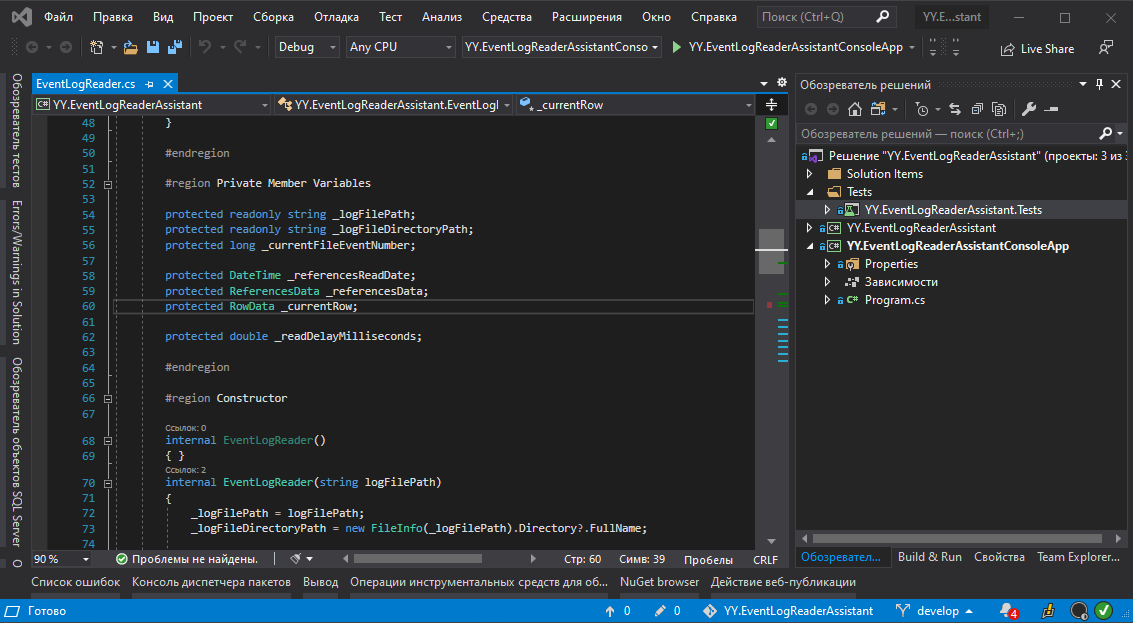 Файл Правка Вид Проект Сборка Отладка Тест Анализ Средства Расширения Окно Справка Поиск (Ctrl+Q) YY.E...stant
Debug Any CPU YY.EventLogReaderAssistantConso YY.EventLogReaderAssistantConsoleApp Live Share
Обозреватель тестов
Errors/Warnings in Solution
Обозреватель объектов SQL Server
EventLogReader.cs
YY.EventLogReaderAssistant YY.EventLogReaderAssistant.EventLogI _currentRow
48 }
49
50 #endregion
51
52 #region Private Member Variables
53
54 protected readonly string _logFilePath;
55 protected readonly string _logFileDirectoryPath;
56 protected long _currentFileEventNumber;
57
58 protected DateTime _referencesReadDate;
59 protected ReferencesData _referencesData;
60 protected RowData _currentRow;
61
62 protected double _readDelayMilliseconds;
63
64 #endregion
65
66 #region Constructor
67
Ссылок: 0
68 internal EventLogReader()
69 { }
Ссылок: 2
70 internal EventLogReader(string logFilePath)
71 {
72 _logFilePath = logFilePath;
73 _logFileDirectoryPath = new FileInfo(_logFilePath).Directory?.FullName;
74
90 % Проблемы не найдены. Стр: 60 Симв: 39 Пробелы CRLF
Обозреватель решений
Обозреватель решений — поиск (Ctrl+;)
Решение "YY.EventLogReaderAssistant" (проекты: 3 из 3
Solution Items
Tests
YY.EventLogReaderAssistant.Tests
YY.EventLogReaderAssistant
YY.EventLogReaderAssistantConsoleApp
Properties
Зависимости
Program.cs
Обозревател... Build & Run Свойства Team Explorer...
Список ошибок Консоль диспетчера пакетов Вывод Операции инструментальных средств для об... NuGet browser Действие веб-публикации
Готово 0 0 YY.EventLogReaderAssistant develop 4